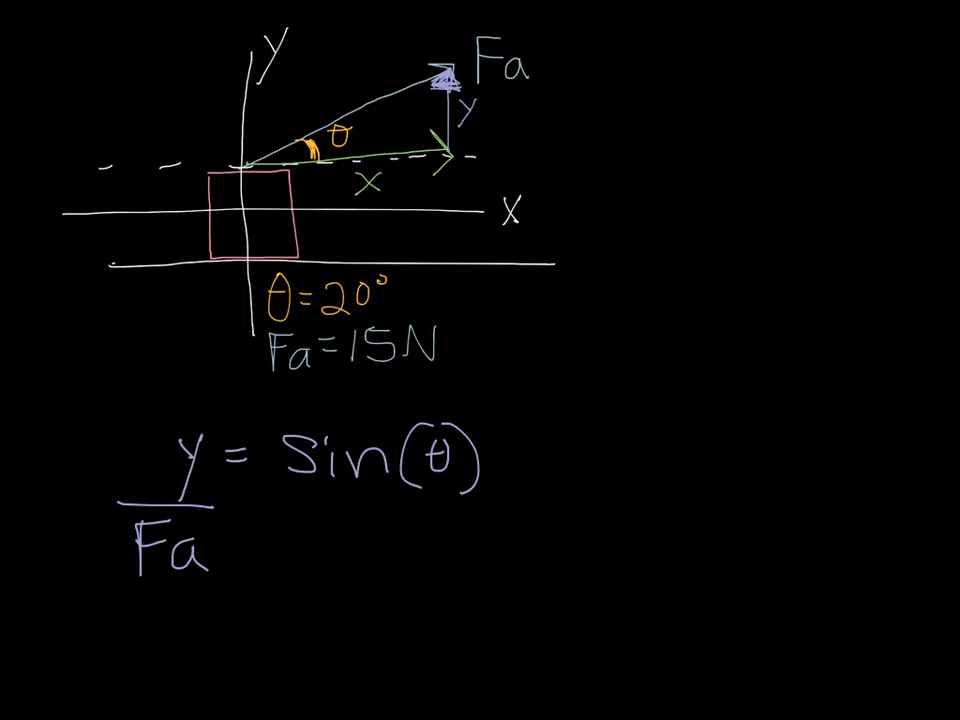 y
Fa
θ
y
x
x
θ = 20°
Fa = 15N
y = Sin(θ)
Fa